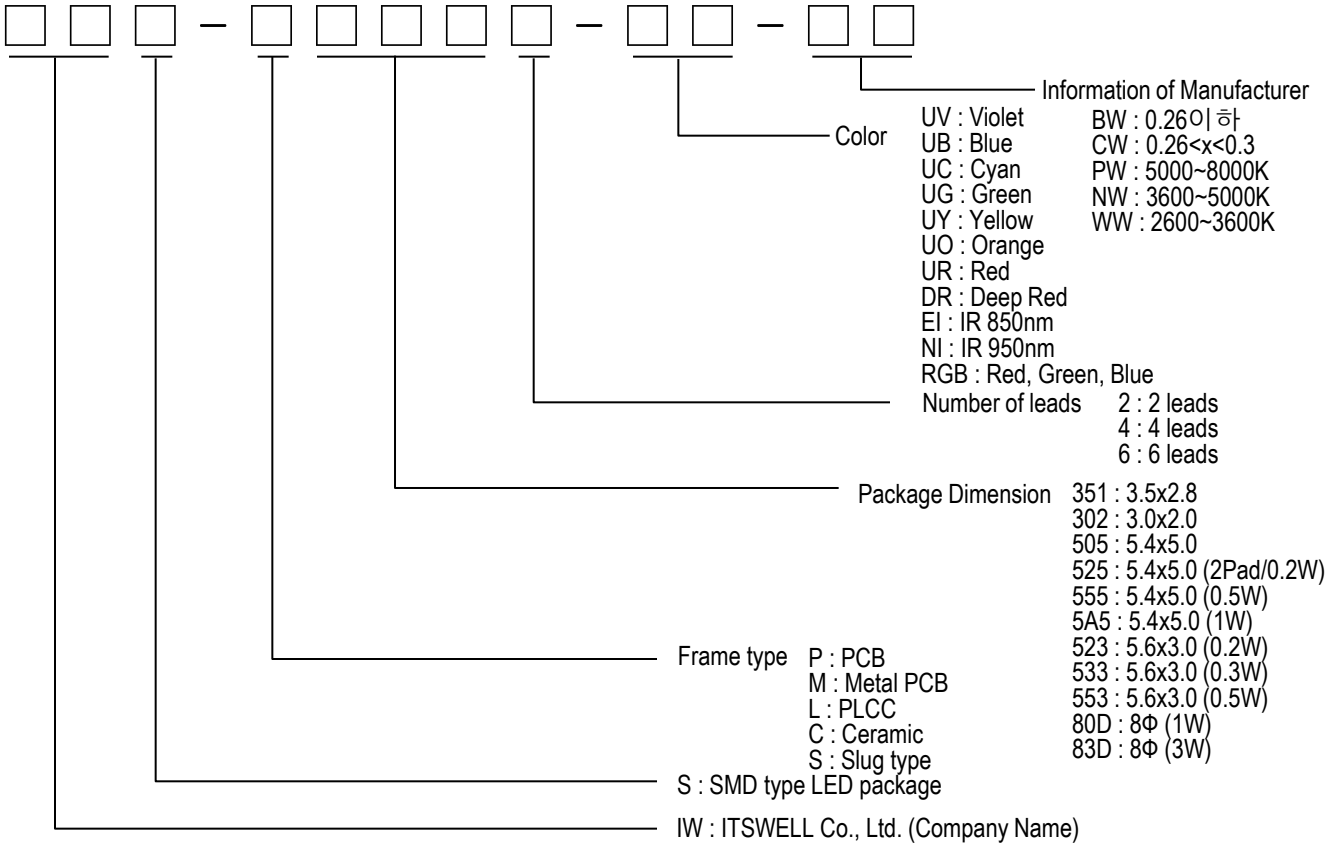 Information of Manufacturer
Color
UV : Violet
UB : Blue
UC : Cyan
UG : Green
UY : Yellow
UO : Orange
UR : Red
DR : Deep Red
EI : IR 850nm
NI : IR 950nm
RGB : Red, Green, Blue
BW : 0.26이하
CW : 0.26<x<0.3
PW : 5000~8000K
NW : 3600~5000K
WW : 2600~3600K
Number of leads
2 : 2 leads
4 : 4 leads
6 : 6 leads
Package Dimension
351 : 3.5x2.8
302 : 3.0x2.0
505 : 5.4x5.0
525 : 5.4x5.0 (2Pad/0.2W)
555 : 5.4x5.0 (0.5W)
5A5 : 5.4x5.0 (1W)
523 : 5.6x3.0 (0.2W)
533 : 5.6x3.0 (0.3W)
553 : 5.6x3.0 (0.5W)
80D : 8Φ (1W)
83D : 8Φ (3W)
Frame type
P : PCB
M : Metal PCB
L : PLCC
C : Ceramic
S : Slug type
S : SMD type LED package
IW : ITSWELL Co., Ltd. (Company Name)